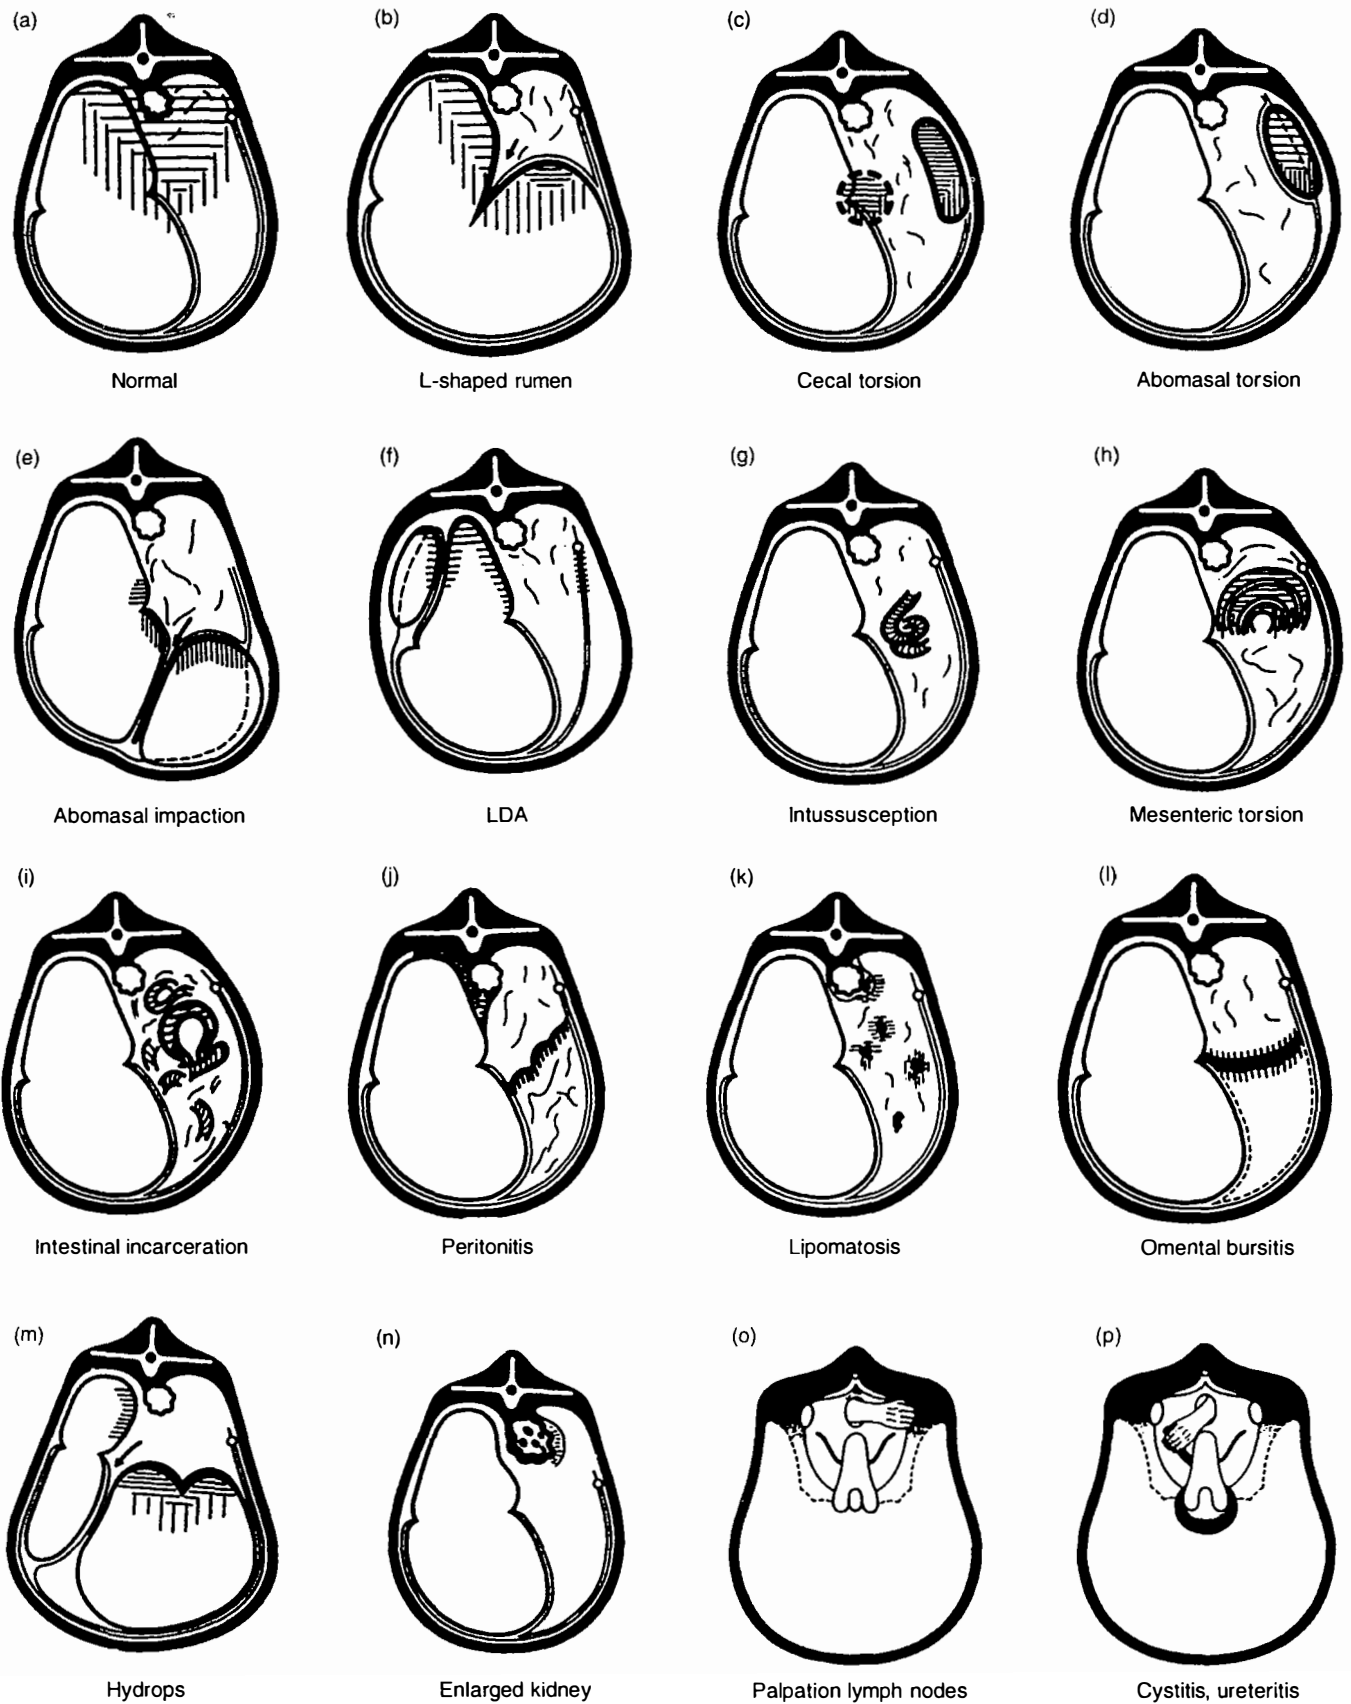 (a) (b) (c) (d)
Normal L-shaped rumen Cecal torsion Abomasal torsion
(e) (f) (g) (h)
Abomasal impaction LDA Intussusception Mesenteric torsion
(i) (j) (k) (l)
Intestinal incarceration Peritonitis Lipomatosis Omental bursitis
(m) (n) (o) (p)
Hydrops Enlarged kidney Palpation lymph nodes Cystitis, ureteritis